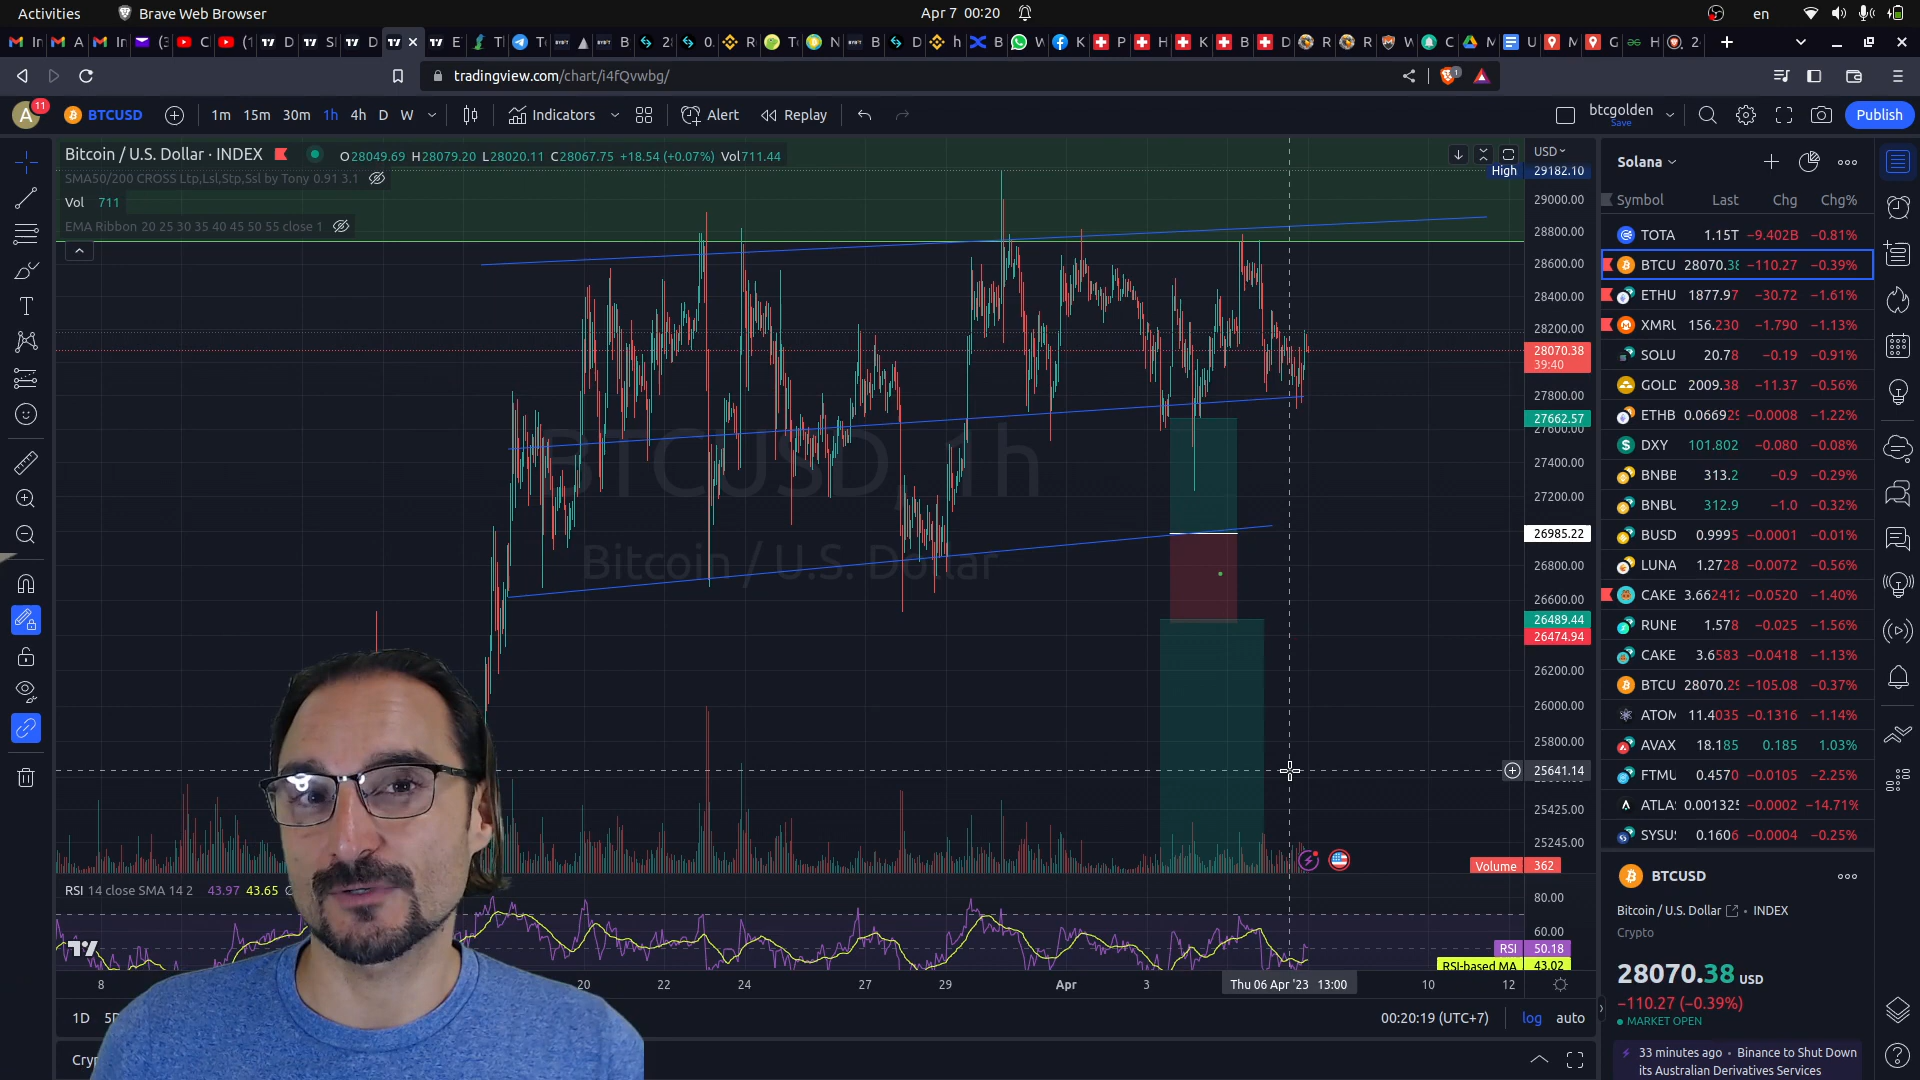 Activities
Brave Web Browser
Apr 7 00:20
en
tradingview.com/chart/i4fQvwbg/
A
11
BTCUSD
1m 15m 30m 1h 4h D W
Indicators
Alert
Replay
btcgolden
Save
Publish
Bitcoin / U.S. Dollar · INDEX
O28049.69 H28079.20 L28020.11 C28067.75 +18.54 (+0.07%) Vol711.44
SMA50/200 CROSS Ltp,Lsl,Stp,Ssl by Tony 0.91 3.1
Vol 711
EMA Ribbon 20 25 30 35 40 45 50 55 close 1
BTCUSD, 1h
Bitcoin / U.S. Dollar
USD
High 29182.10
29000.00
28800.00
28600.00
28400.00
28200.00
28070.38
39:40
27800.00
27662.57
27600.00
27400.00
27200.00
26985.22
26800.00
26600.00
26489.44
26474.94
26200.00
26000.00
25800.00
25641.14
25425.00
25245.00
Volume 362
RSI 14 close SMA 14 2 43.97 43.65
80.00
60.00
RSI 50.18
RSI-based MA 43.02
8 20 22 24 27 29 Apr 3 Thu 06 Apr '23 13:00 10 12
1D
00:20:19 (UTC+7)
log auto
Solana
Symbol Last Chg Chg%
TOTA 1.15T −9.402B −0.81%
BTCU 28070.38 −110.27 −0.39%
ETHU 1877.97 −30.72 −1.61%
XMRU 156.230 −1.790 −1.13%
SOLU 20.78 −0.19 −0.91%
GOLD 2009.38 −11.37 −0.56%
ETHB 0.06692 −0.0008 −1.22%
DXY 101.802 −0.080 −0.08%
BNBE 313.2 −0.9 −0.29%
BNBU 312.9 −1.0 −0.32%
BUSD 0.9995 −0.0001 −0.01%
LUNA 1.2728 −0.0072 −0.56%
CAKE 3.662412 −0.0520 −1.40%
RUNE 1.578 −0.025 −1.56%
CAKE 3.6583 −0.0418 −1.13%
BTCU 28070.29 −105.08 −0.37%
ATOM 11.4035 −0.1316 −1.14%
AVAX 18.185 0.185 1.03%
FTMU 0.4570 −0.0105 −2.25%
ATLA 0.001325 −0.0002 −14.71%
SYSU 0.1606 −0.0004 −0.25%
BTCUSD
Bitcoin / U.S. Dollar • INDEX
Crypto
28070.38 USD
−110.27 (−0.39%)
MARKET OPEN
33 minutes ago • Binance to Shut Down
its Australian Derivatives Services